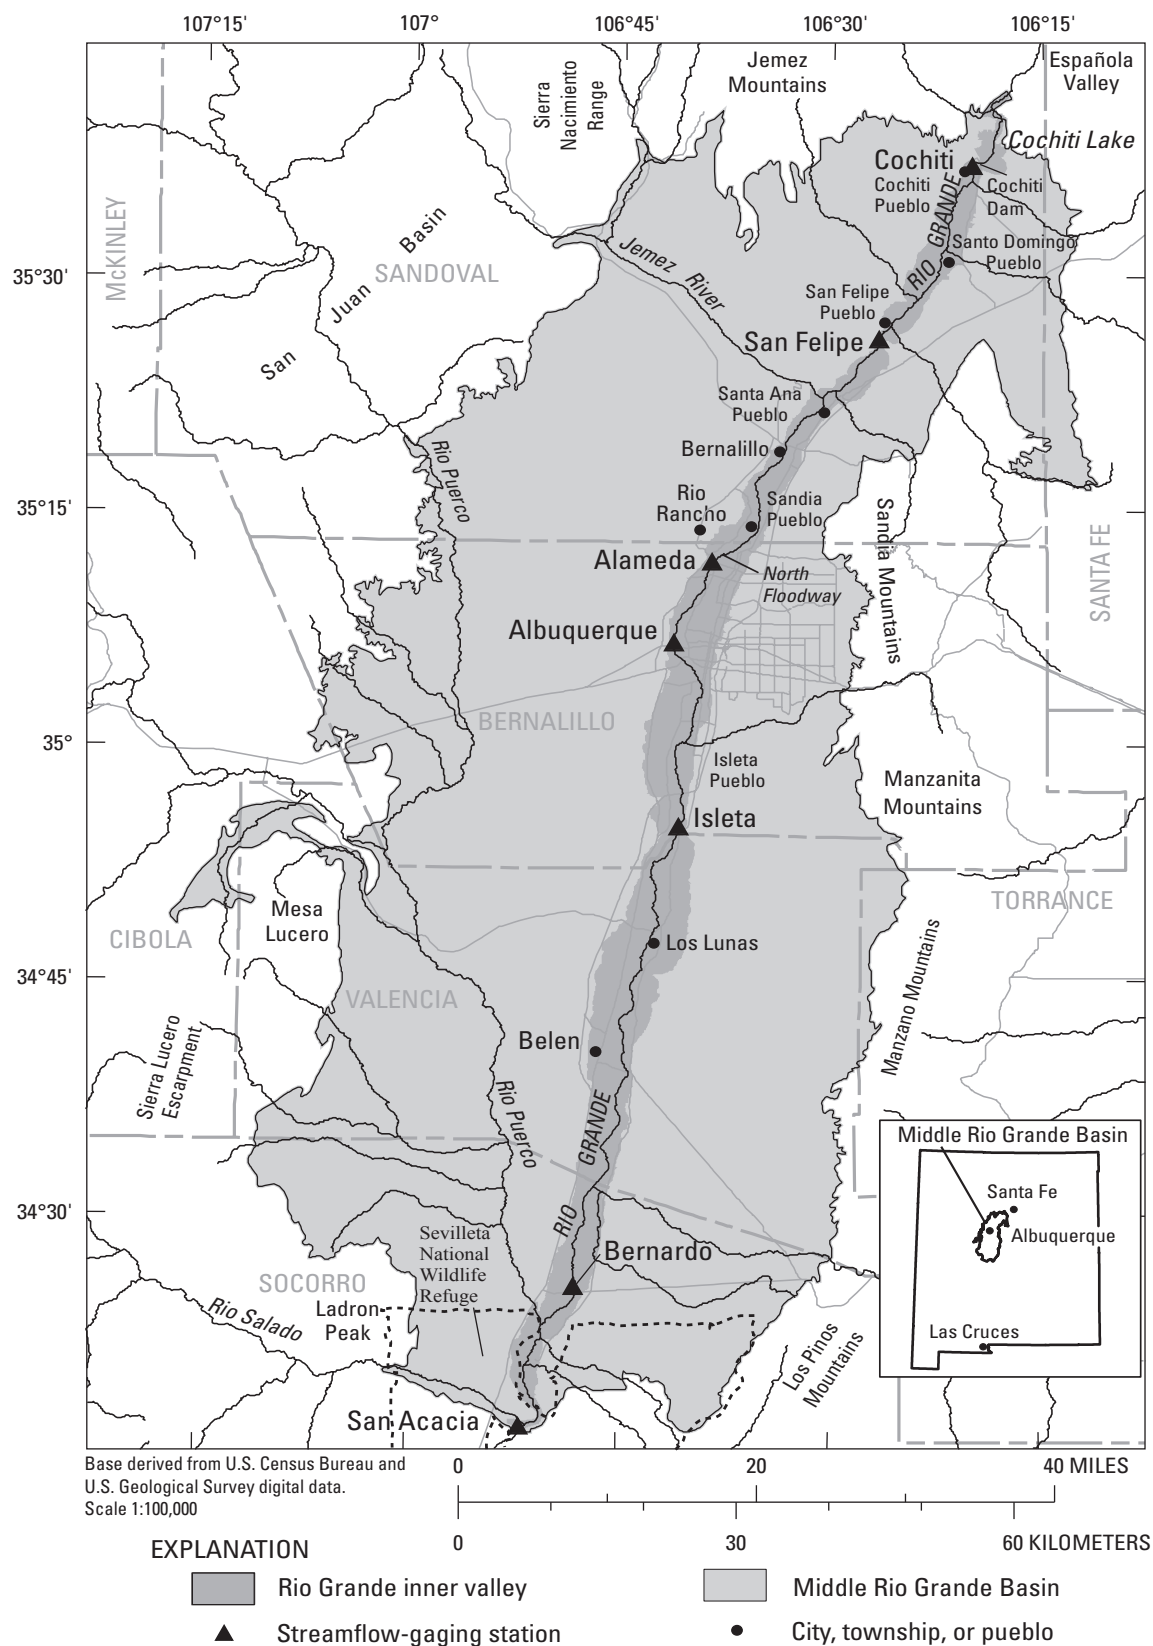 107°15'
107°
106°45'
106°30'
106°15'
Sierra
Nacimiento
Range
Jemez
Mountains
Española
Valley
Cochiti Lake
Cochiti
Cochiti
Pueblo
Cochiti
Dam
McKINLEY
San Juan Basin
SANDOVAL
Jemez River
RIO GRANDE
Santo Domingo
Pueblo
35°30'
San Felipe
Pueblo
San Felipe
Santa Ana
Pueblo
Bernalillo
Rio Puerco
35°15'
Rio
Rancho
Sandia
Pueblo
Sandia Mountains
SANTA FE
Alameda
North
Floodway
Albuquerque
BERNALILLO
35°
Isleta
Pueblo
Manzanita
Mountains
Isleta
TORRANCE
Mesa
Lucero
CIBOLA
Los Lunas
34°45'
VALENCIA
Manzano Mountains
Sierra Lucero
Escarpment
Belen
Rio Puerco
RIO GRANDE
34°30'
Sevilleta
National
Wildlife
Refuge
Bernardo
SOCORRO
Rio Salado
Ladron
Peak
Los Pinos
Mountains
San Acacia
Middle Rio Grande Basin
Santa Fe
Albuquerque
Las Cruces
Base derived from U.S. Census Bureau and
U.S. Geological Survey digital data.
Scale 1:100,000
0 20 40 MILES
0 30 60 KILOMETERS
EXPLANATION
Rio Grande inner valley
Middle Rio Grande Basin
Streamflow-gaging station
City, township, or pueblo